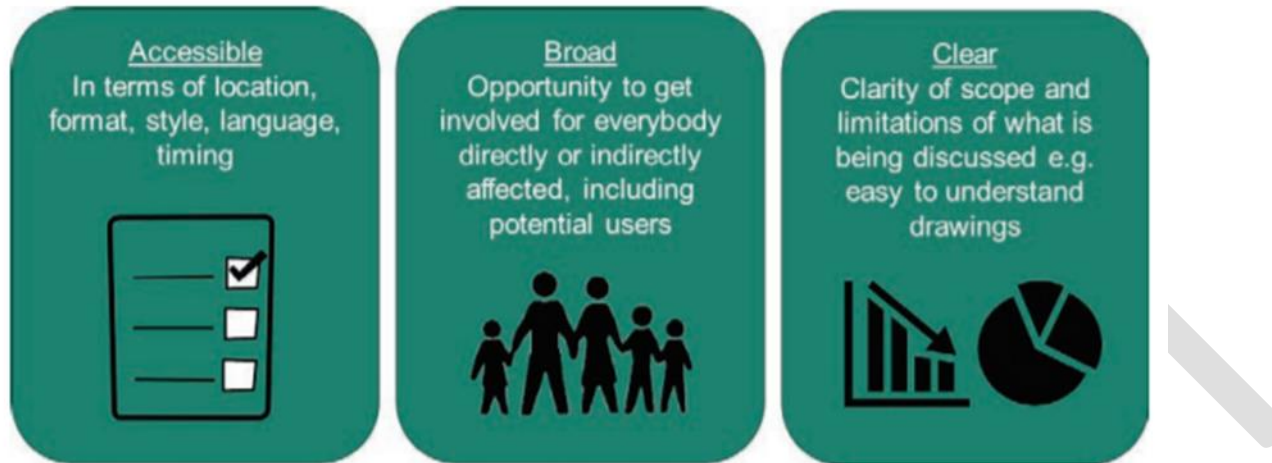 Accessible
In terms of location,
format, style, language,
timing
Broad
Opportunity to get
involved for everybody
directly or indirectly
affected, including
potential users
Clear
Clarity of scope and
limitations of what is
being discussed e.g.
easy to understand
drawings